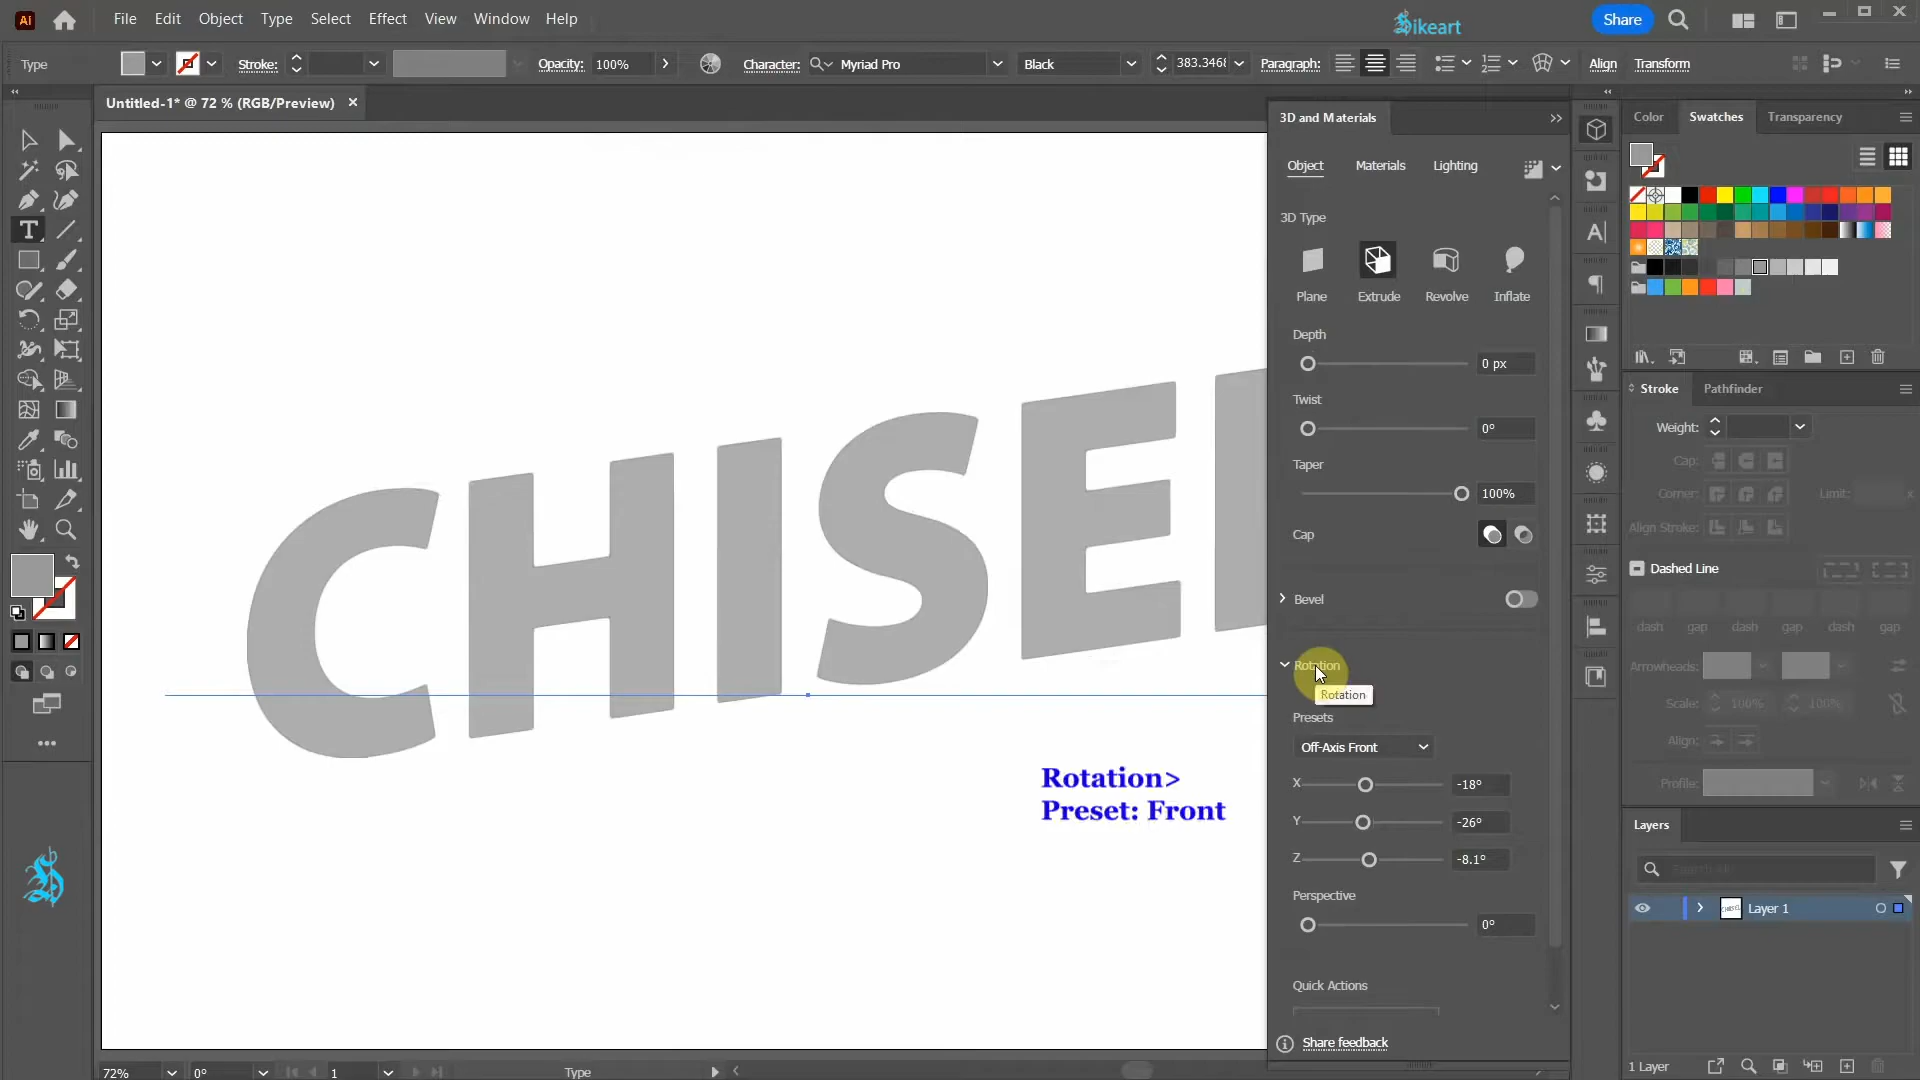 File Edit Object Type Select Effect View Window Help
ikeart
Share
Type
Stroke:
Opacity: 100%
Character: Myriad Pro
Black
383.346
Paragraph:
Align
Transform
Untitled-1* @ 72 % (RGB/Preview)
3D and Materials
Object Materials Lighting
3D Type
Plane Extrude Revolve Inflate
Depth
0 px
Twist
0°
Taper
100%
Cap
Bevel
Rotation
Rotation
Presets
Off-Axis Front
X -18°
Y -26°
Z -8.1°
Perspective
0°
Quick Actions
Share feedback
CHISE
Rotation>
Preset: Front
Color Swatches Transparency
Stroke Pathfinder
Weight:
Cap:
Corner: Limit: x
Align Stroke:
Dashed Line
dash gap dash gap dash gap
Arrowheads:
Scale: 100% 100%
Align:
Profile:
Layers
Search All
Layer 1
1 Layer
72% 0° 1 Type